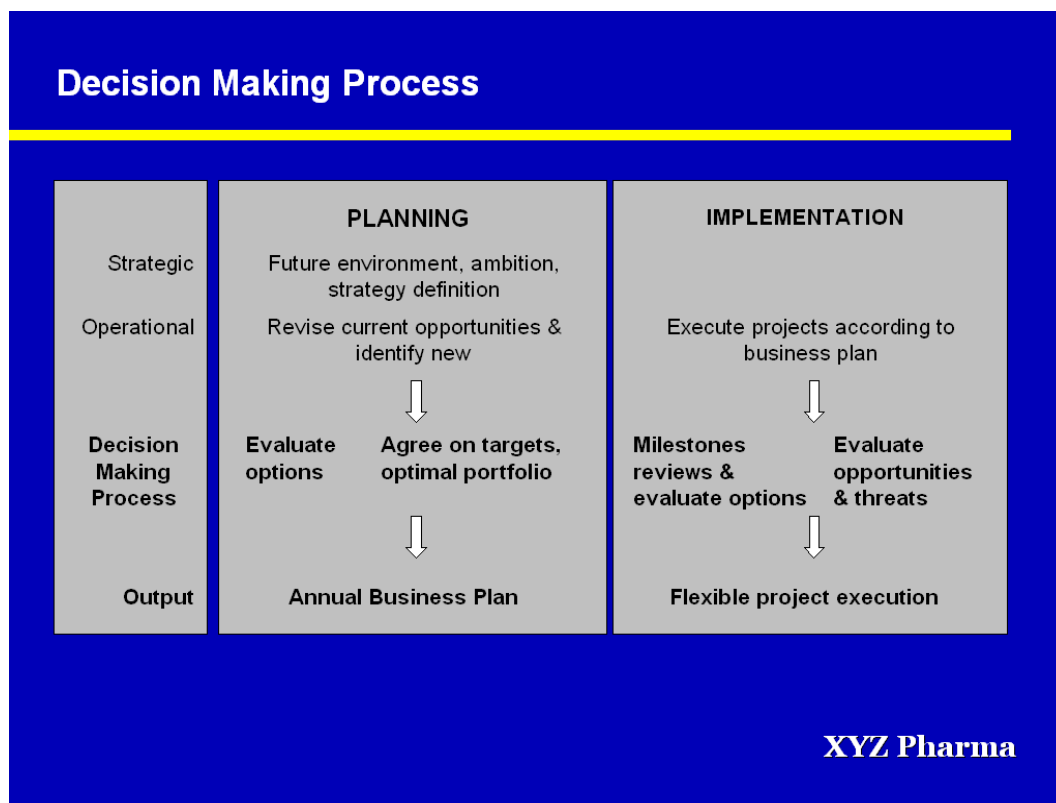 Decision Making Process
PLANNING
IMPLEMENTATION
Strategic
Future environment, ambition,
strategy definition
Operational
Revise current opportunities &
identify new
Execute projects according to
business plan
Decision
Making
Process
Evaluate
options
Agree on targets,
optimal portfolio
Milestones
reviews &
evaluate options
Evaluate
opportunities
& threats
Output
Annual Business Plan
Flexible project execution
XYZ Pharma